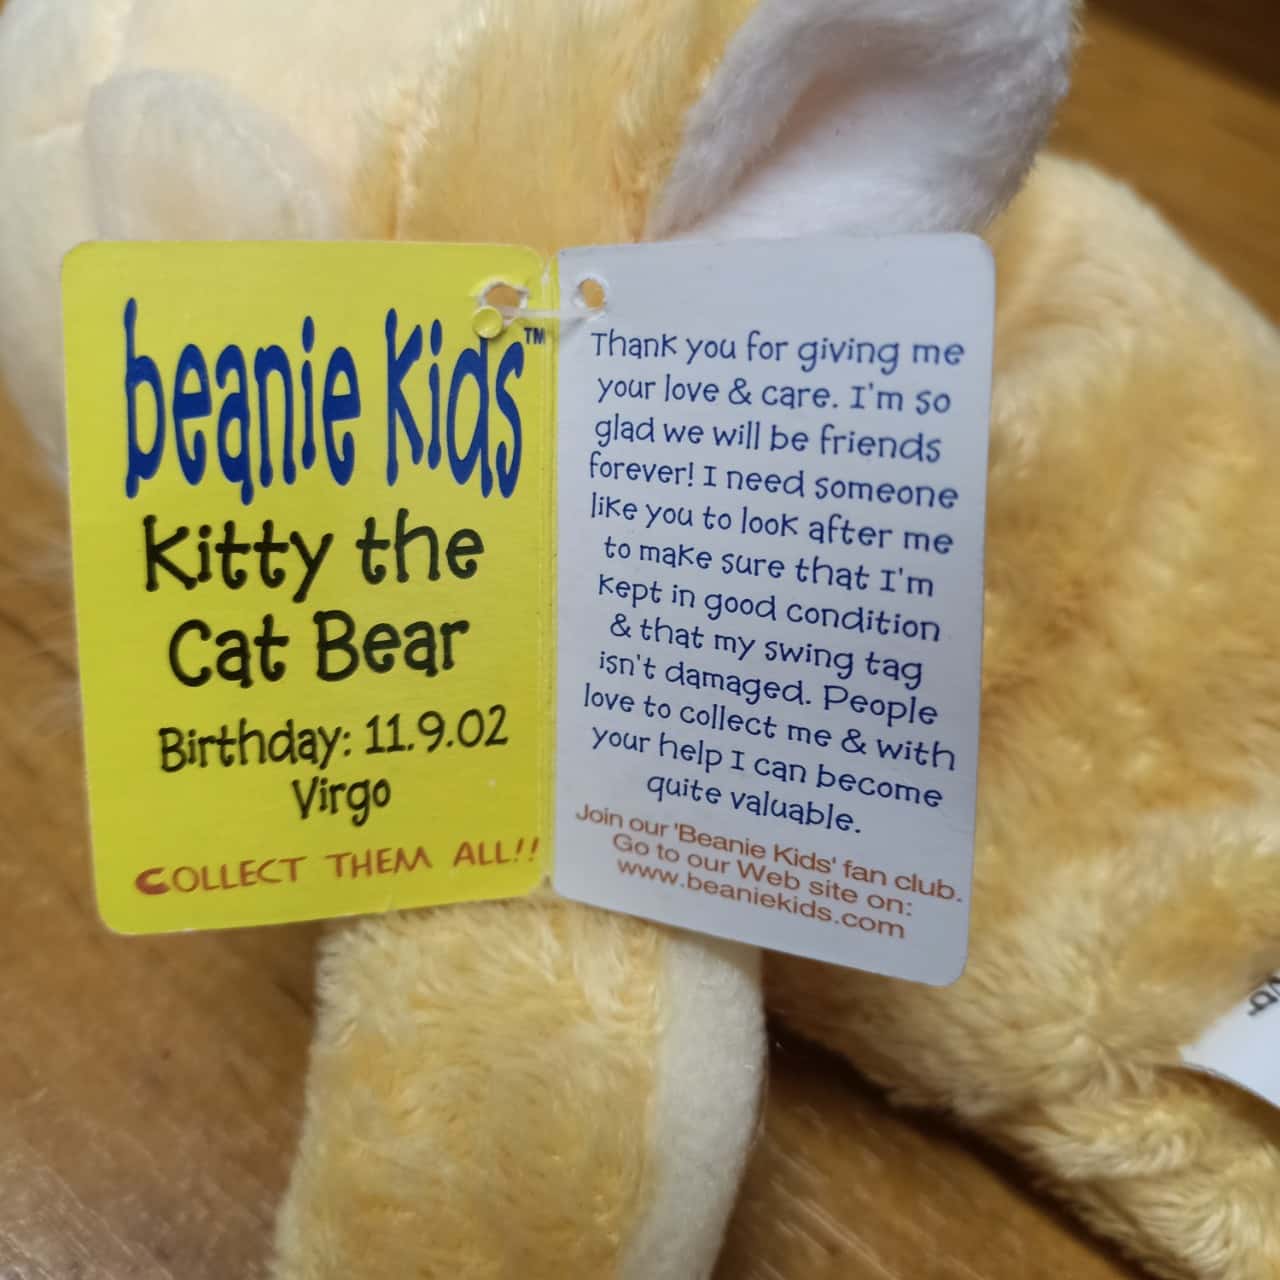 beanie Kids™
Kitty the
Cat Bear
Birthday: 11.9.02
Virgo
COLLECT THEM ALL!!
Thank you for giving me
your love & care. I'm so
glad we will be friends
forever! I need someone
like you to look after me
to make sure that I'm
kept in good condition
& that my swing tag
isn't damaged. People
love to collect me & with
your help I can become
quite valuable.
Join our 'Beanie Kids' fan club.
Go to our Web site on:
www.beaniekids.com